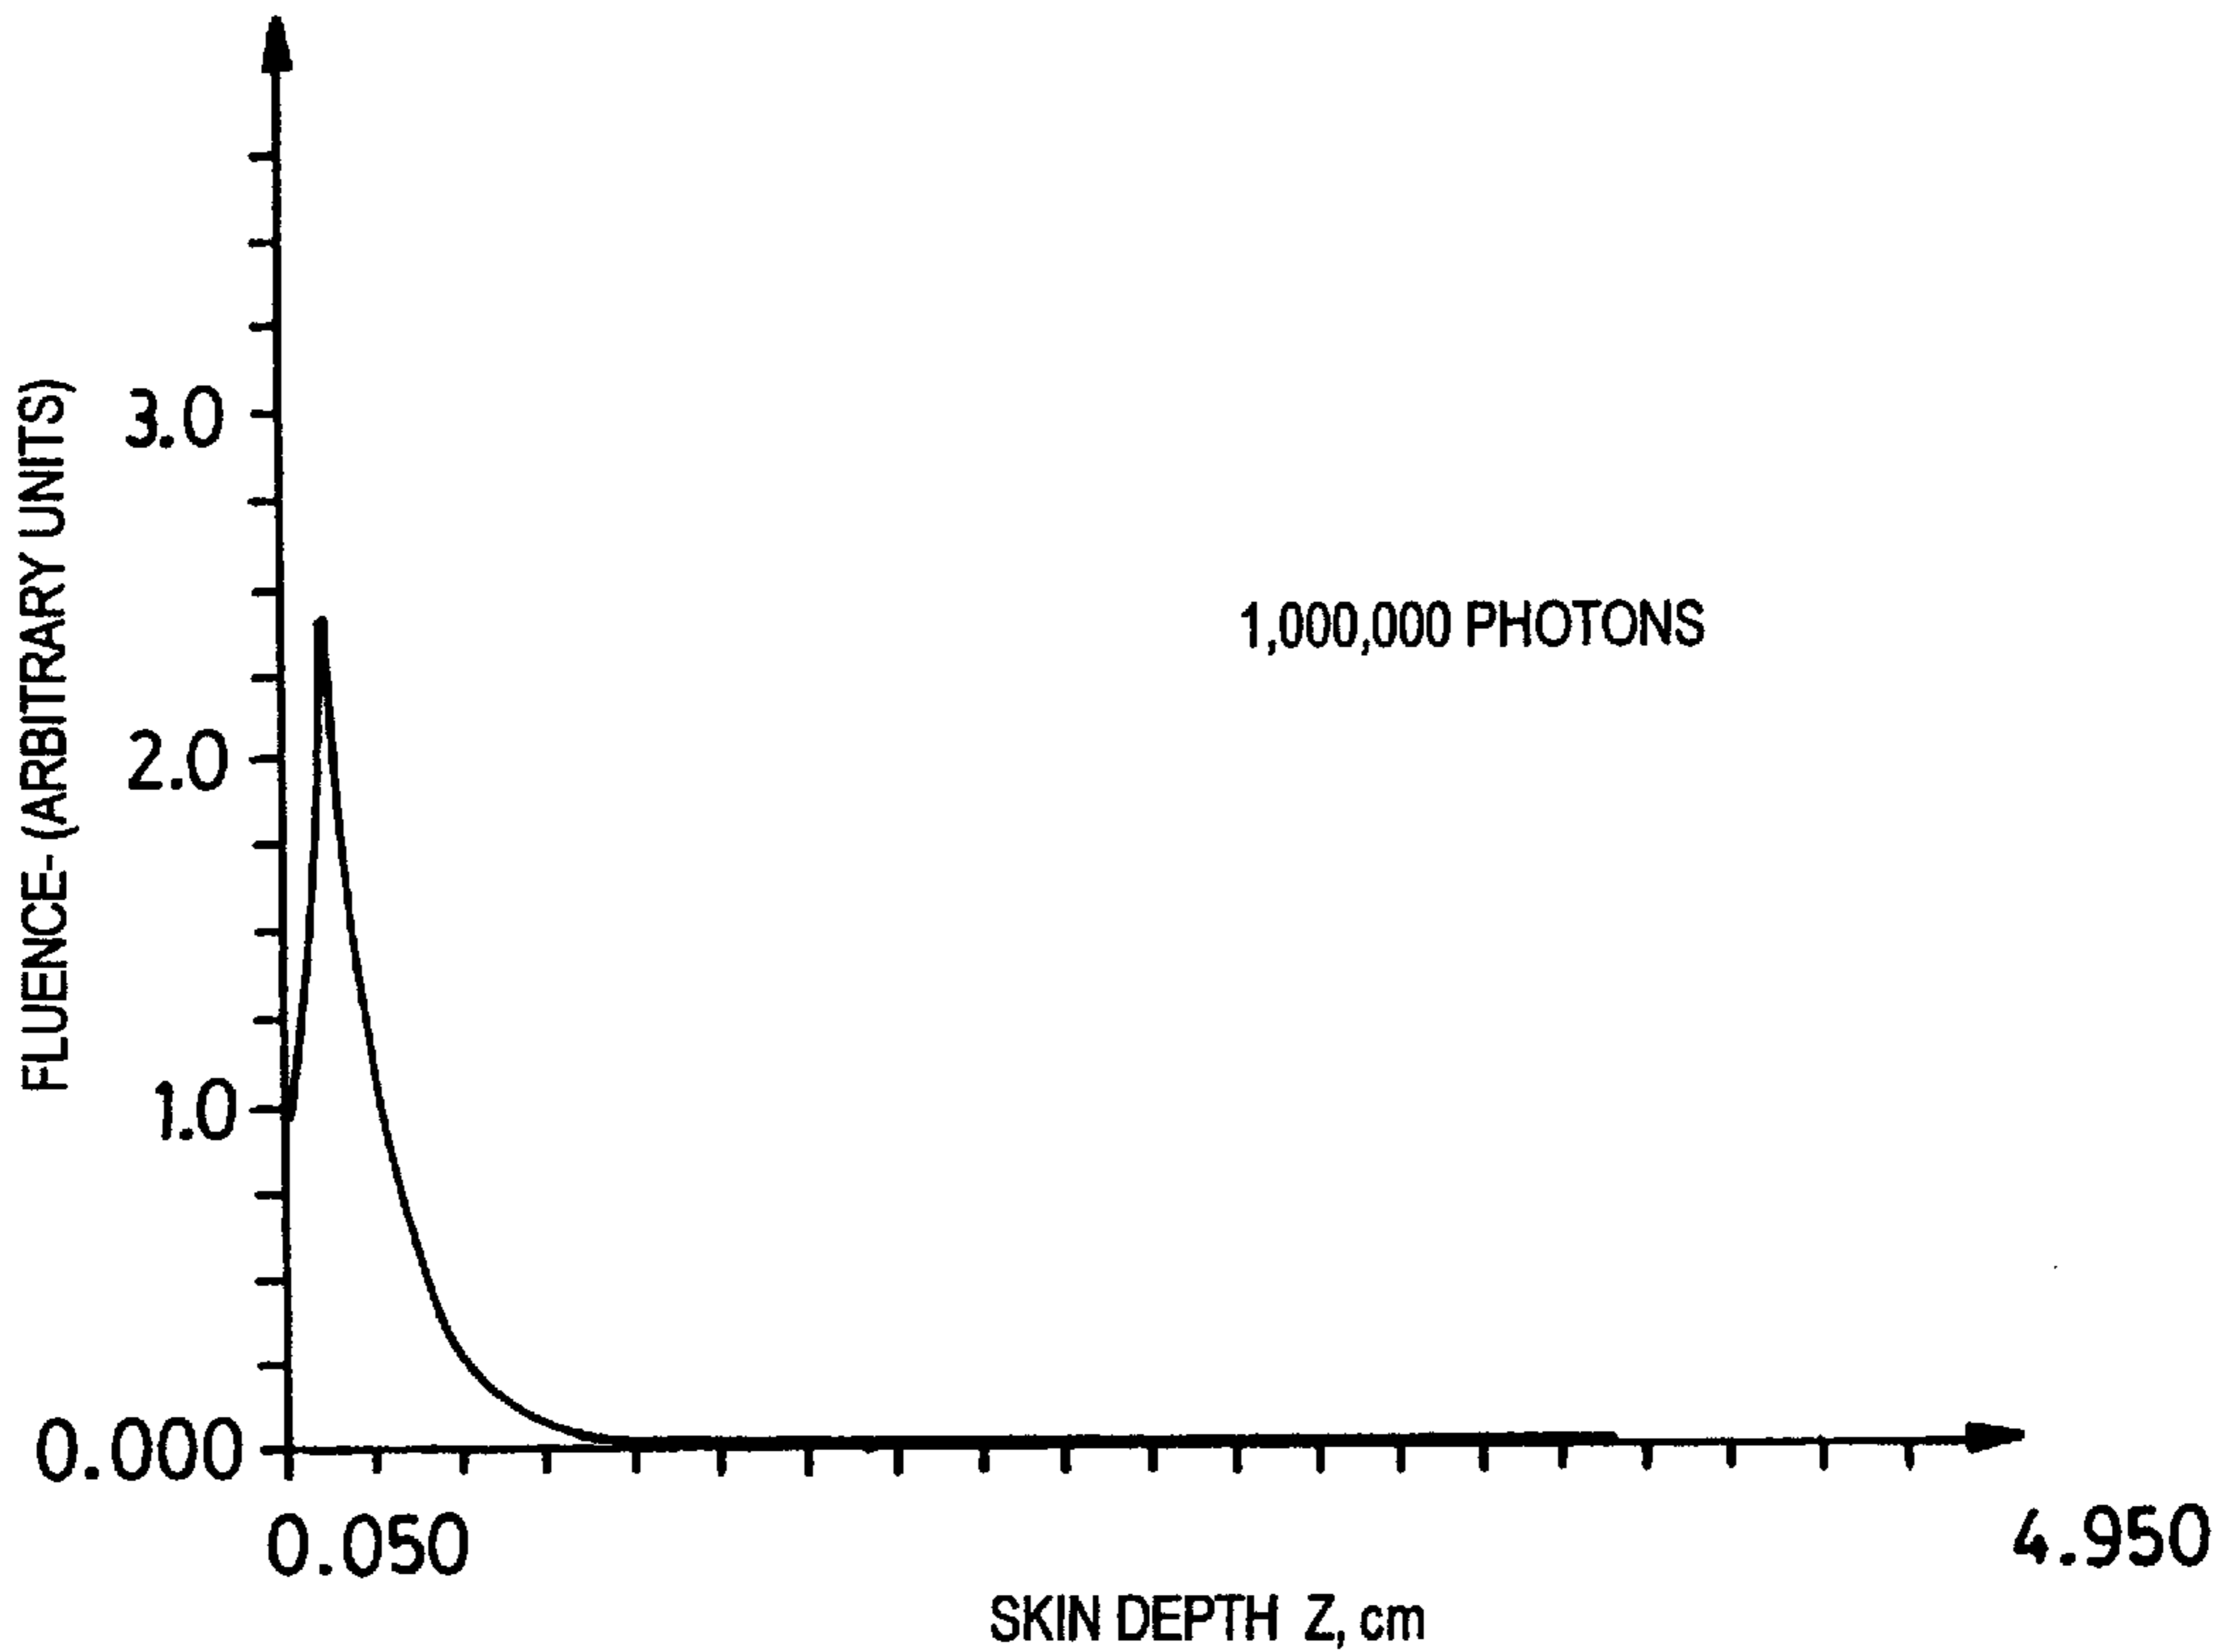 FLUENCE- (ARBITRARY UNITS)
3.0
2.0
1.0
0.000
1,000,000 PHOTONS
0.050
4.950
SKIN DEPTH Z, cm